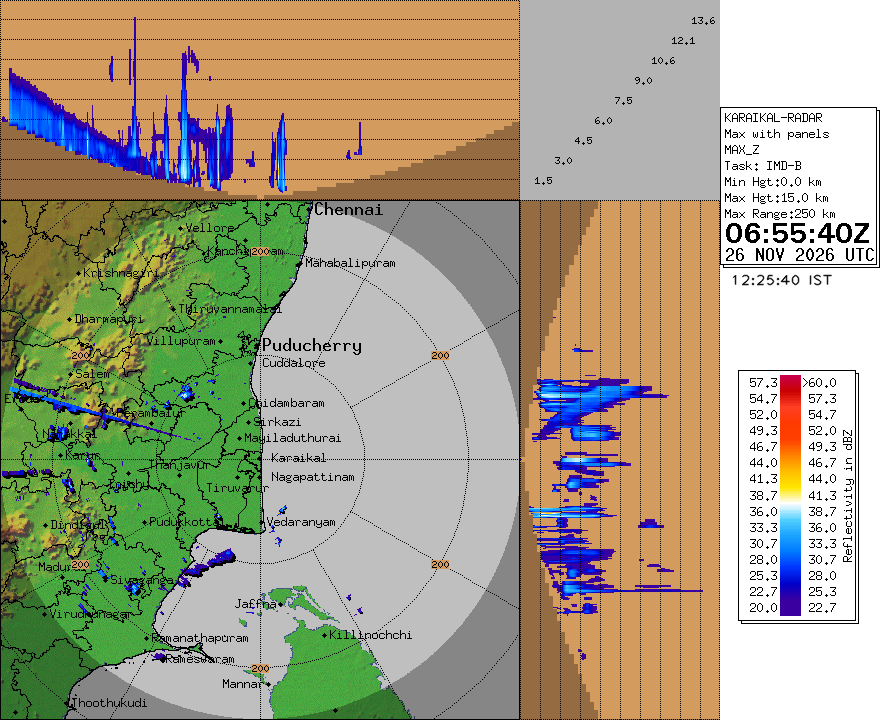 13.6
12.1
10.6
9.0
7.5
6.0
4.5
3.0
1.5
KARAIKAL-RADAR
Max with panels
MAX_Z
Task: IMD-B
Min Hgt:0.0 km
Max Hgt:15.0 km
Max Range:250 km
06:55:40Z
26 NOV 2026 UTC
12:25:40 IST
Chennai
Vellore
200
Mahabalipuram
Krishnagiri
Thiruvannamalai
Dharmapuri
Villupuram
Puducherry
200
200
Cuddalore
Salem
Chidambaram
Perambalur
Sirkazi
Namakkal
Mayiladuthurai
Karur
Karaikal
Thanjavur
Nagapattinam
Tiruvarur
Pudukkottai
Vedaranyam
200
200
Sivaganga
Jaffna
Virudhunagar
Ramanathapuram
Killinochchi
Rameswaram
200
Mannar
Thoothukudi
57.3 >60.0
54.7 57.3
52.0 54.7
49.3 52.0
46.7 49.3
44.0 46.7
41.3 44.0
38.7 41.3
36.0 38.7
33.3 36.0
30.7 33.3
28.0 30.7
25.3 28.0
22.7 25.3
20.0 22.7
Reflectivity in dBZ